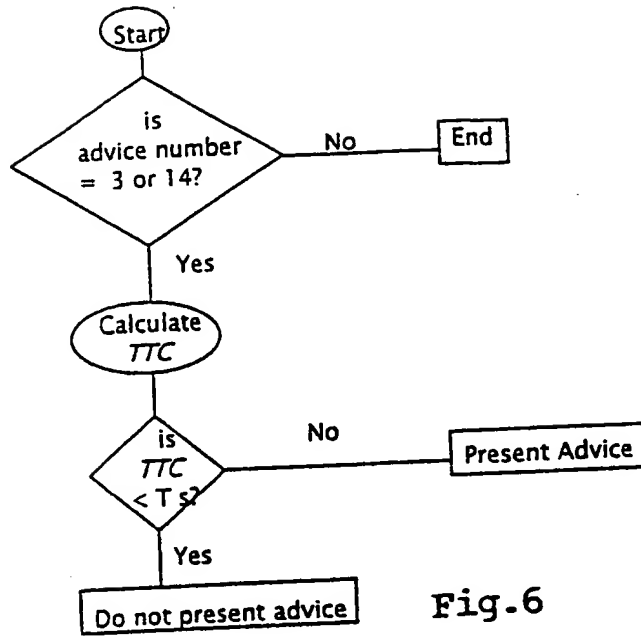 Start
is
advice number
= 3 or 14?
No
End
Yes
Calculate
TTC
is
TTC
< T s?
No
Present Advice
Yes
Do not present advice
Fig.6